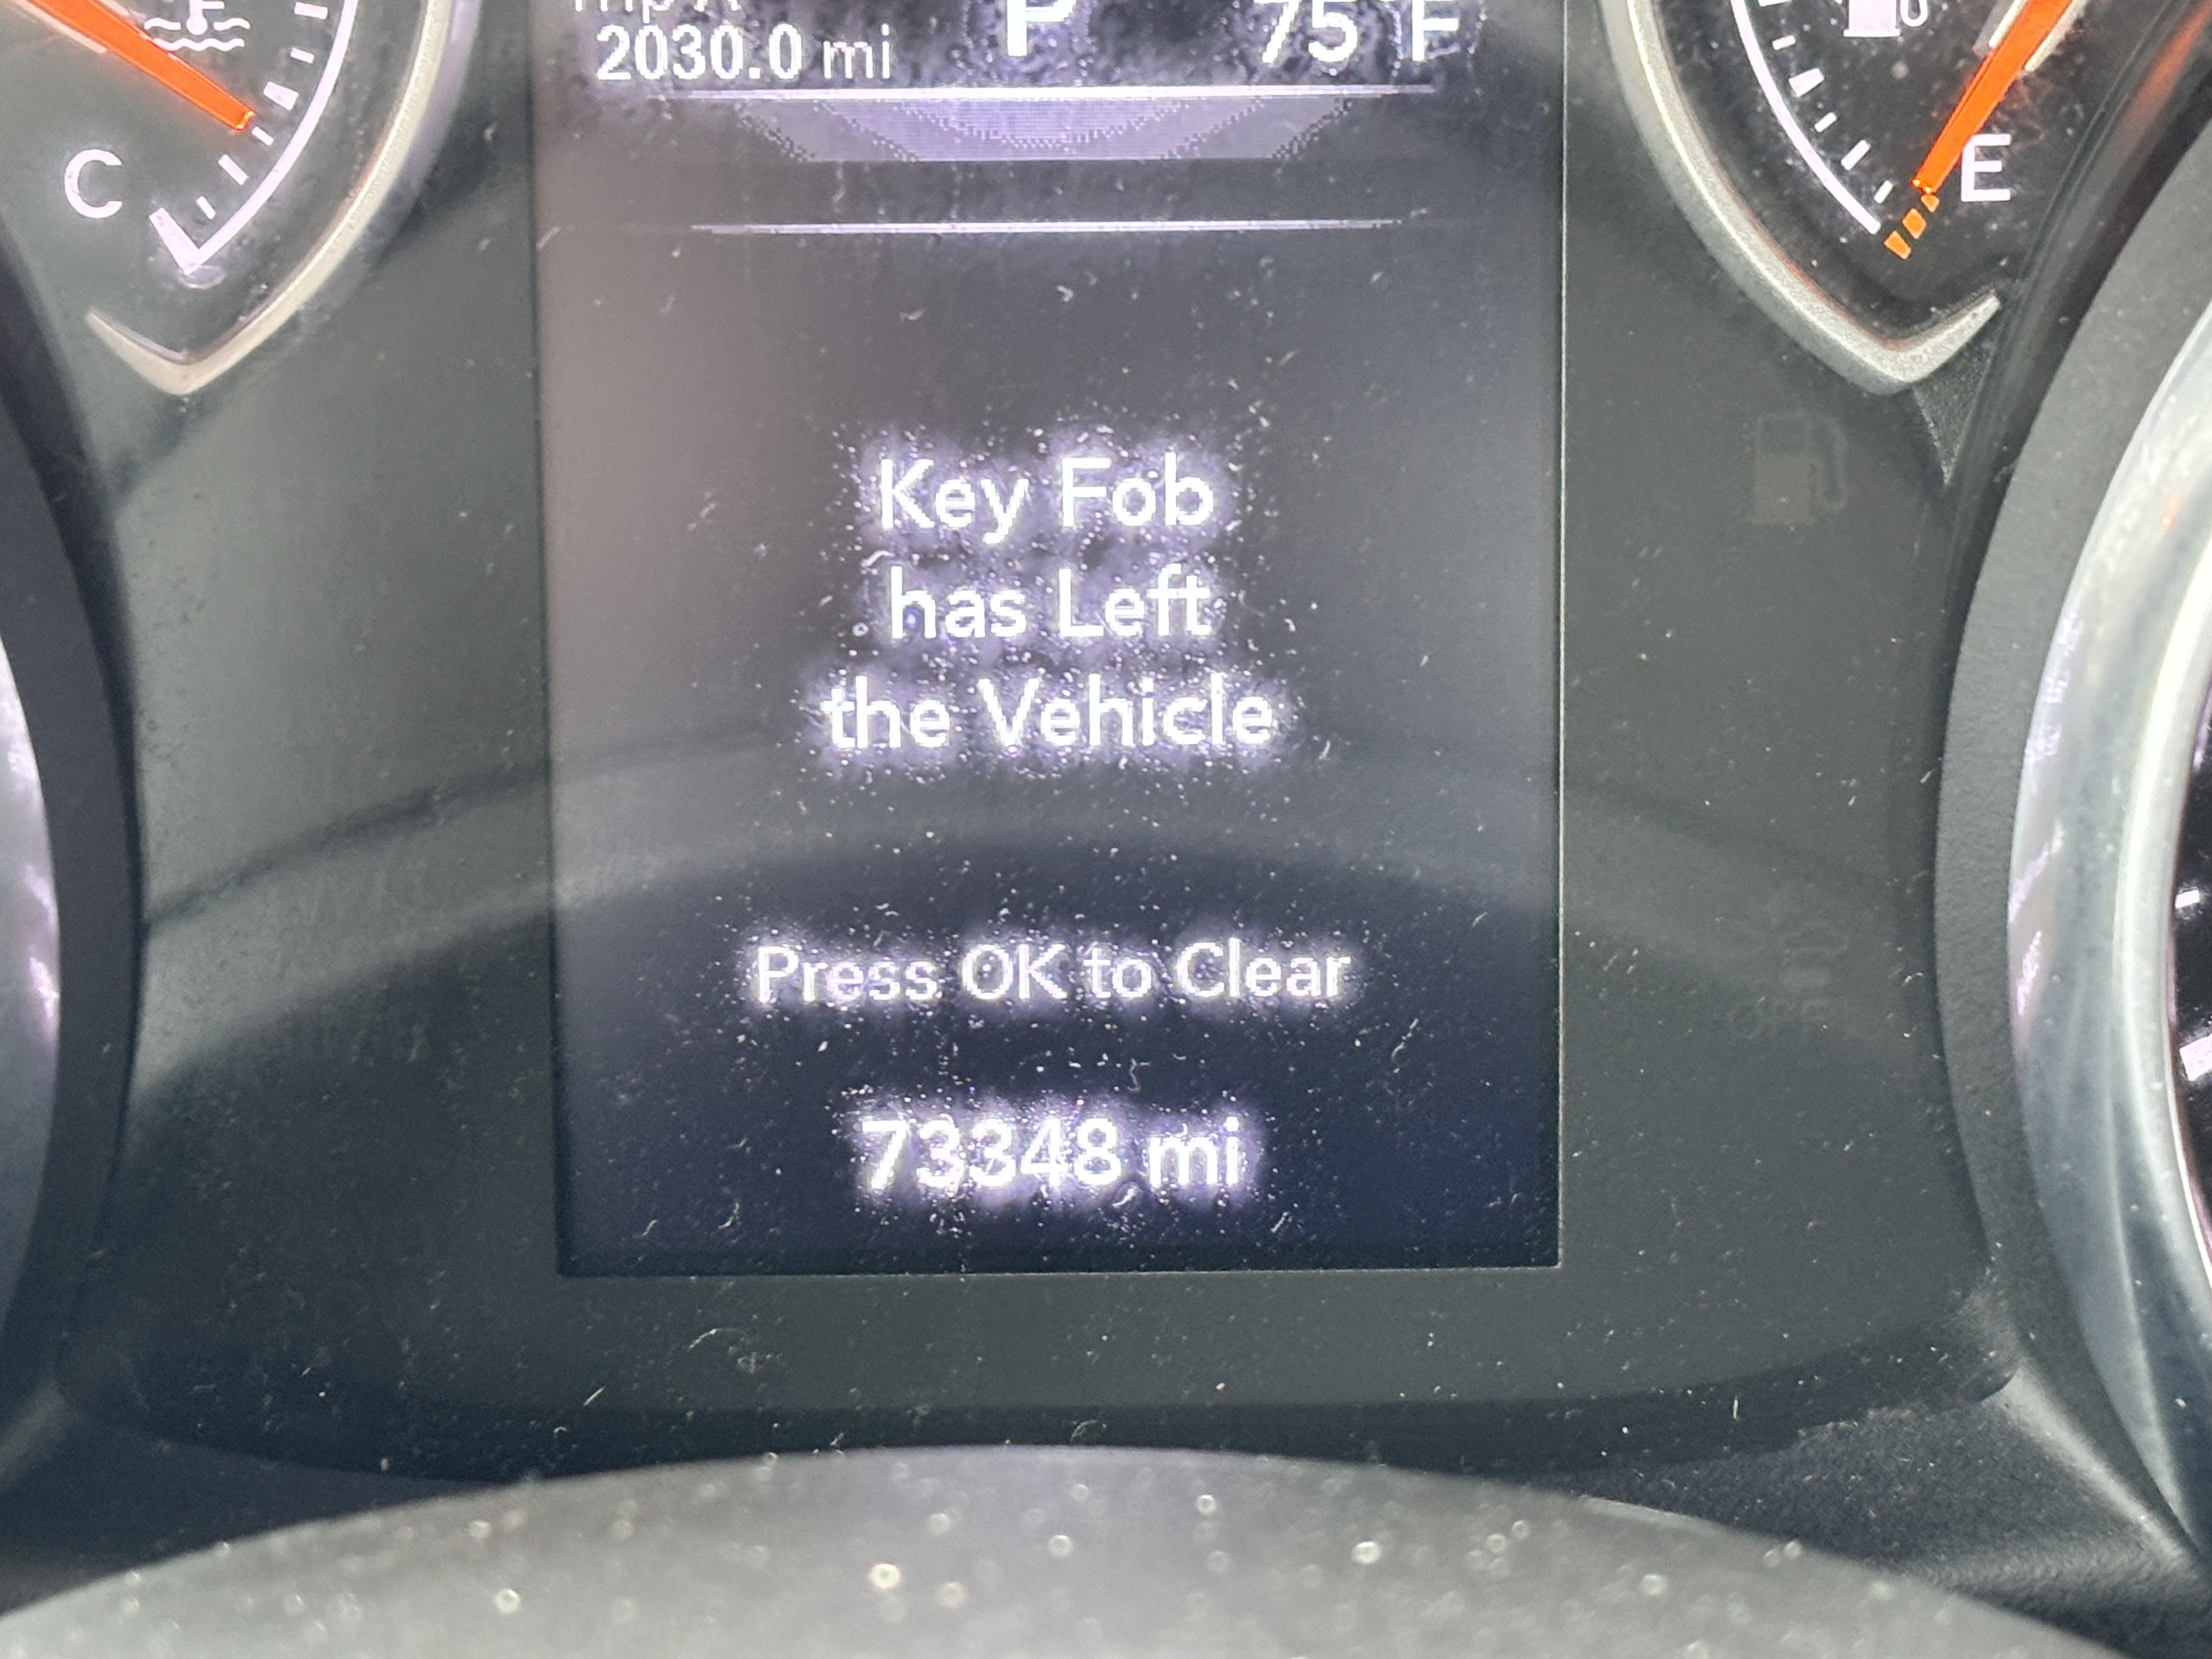 2030.0 mi P 75°F
C E
Key Fob
has Left
the Vehicle
Press OK to Clear
73348 mi